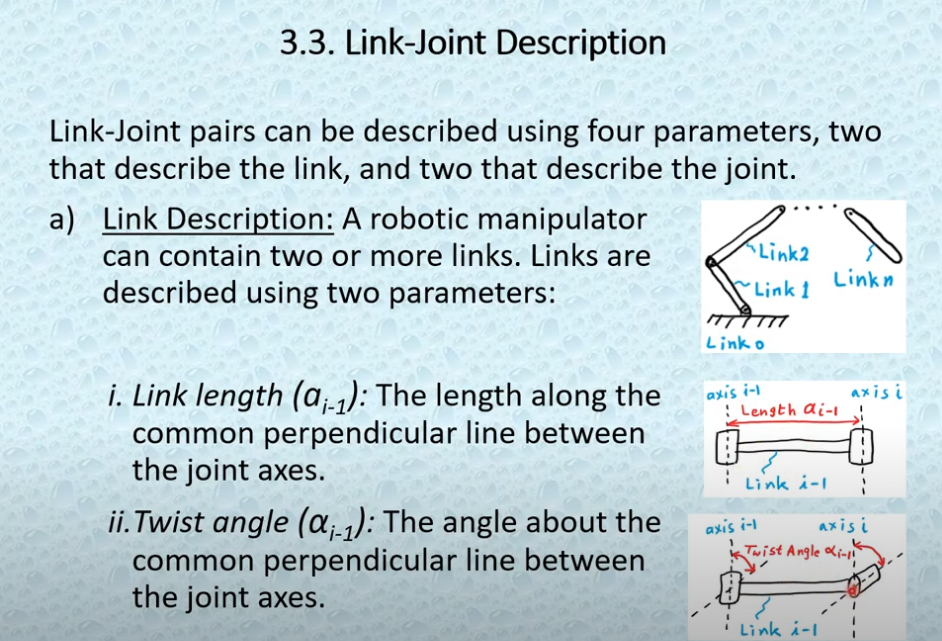 3.3. Link-Joint Description
Link-Joint pairs can be described using four parameters, two
that describe the link, and two that describe the joint.
a) Link Description: A robotic manipulator
can contain two or more links. Links are
described using two parameters:
Link2
Link 1
Link n
Link 0
i. Link length (a_{i-1}): The length along the
common perpendicular line between
the joint axes.
axis i-1
axis i
Length a_{i-1}
Link i-1
ii. Twist angle (α_{i-1}): The angle about the
common perpendicular line between
the joint axes.
axis i-1
axis i
Twist Angle α_{i-1}
Link i-1